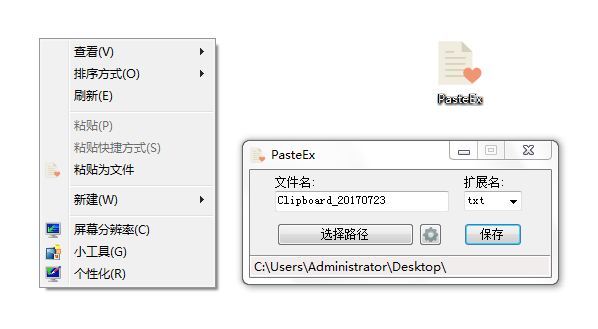 查看(V)
排序方式(O)
刷新(E)
粘贴(P)
粘贴快捷方式(S)
粘贴为文件
新建(W)
屏幕分辨率(C)
小工具(G)
个性化(R)
PasteEx
PasteEx
文件名:
扩展名:
Clipboard_20170723
txt
选择路径
保存
C:\Users\Administrator\Desktop\